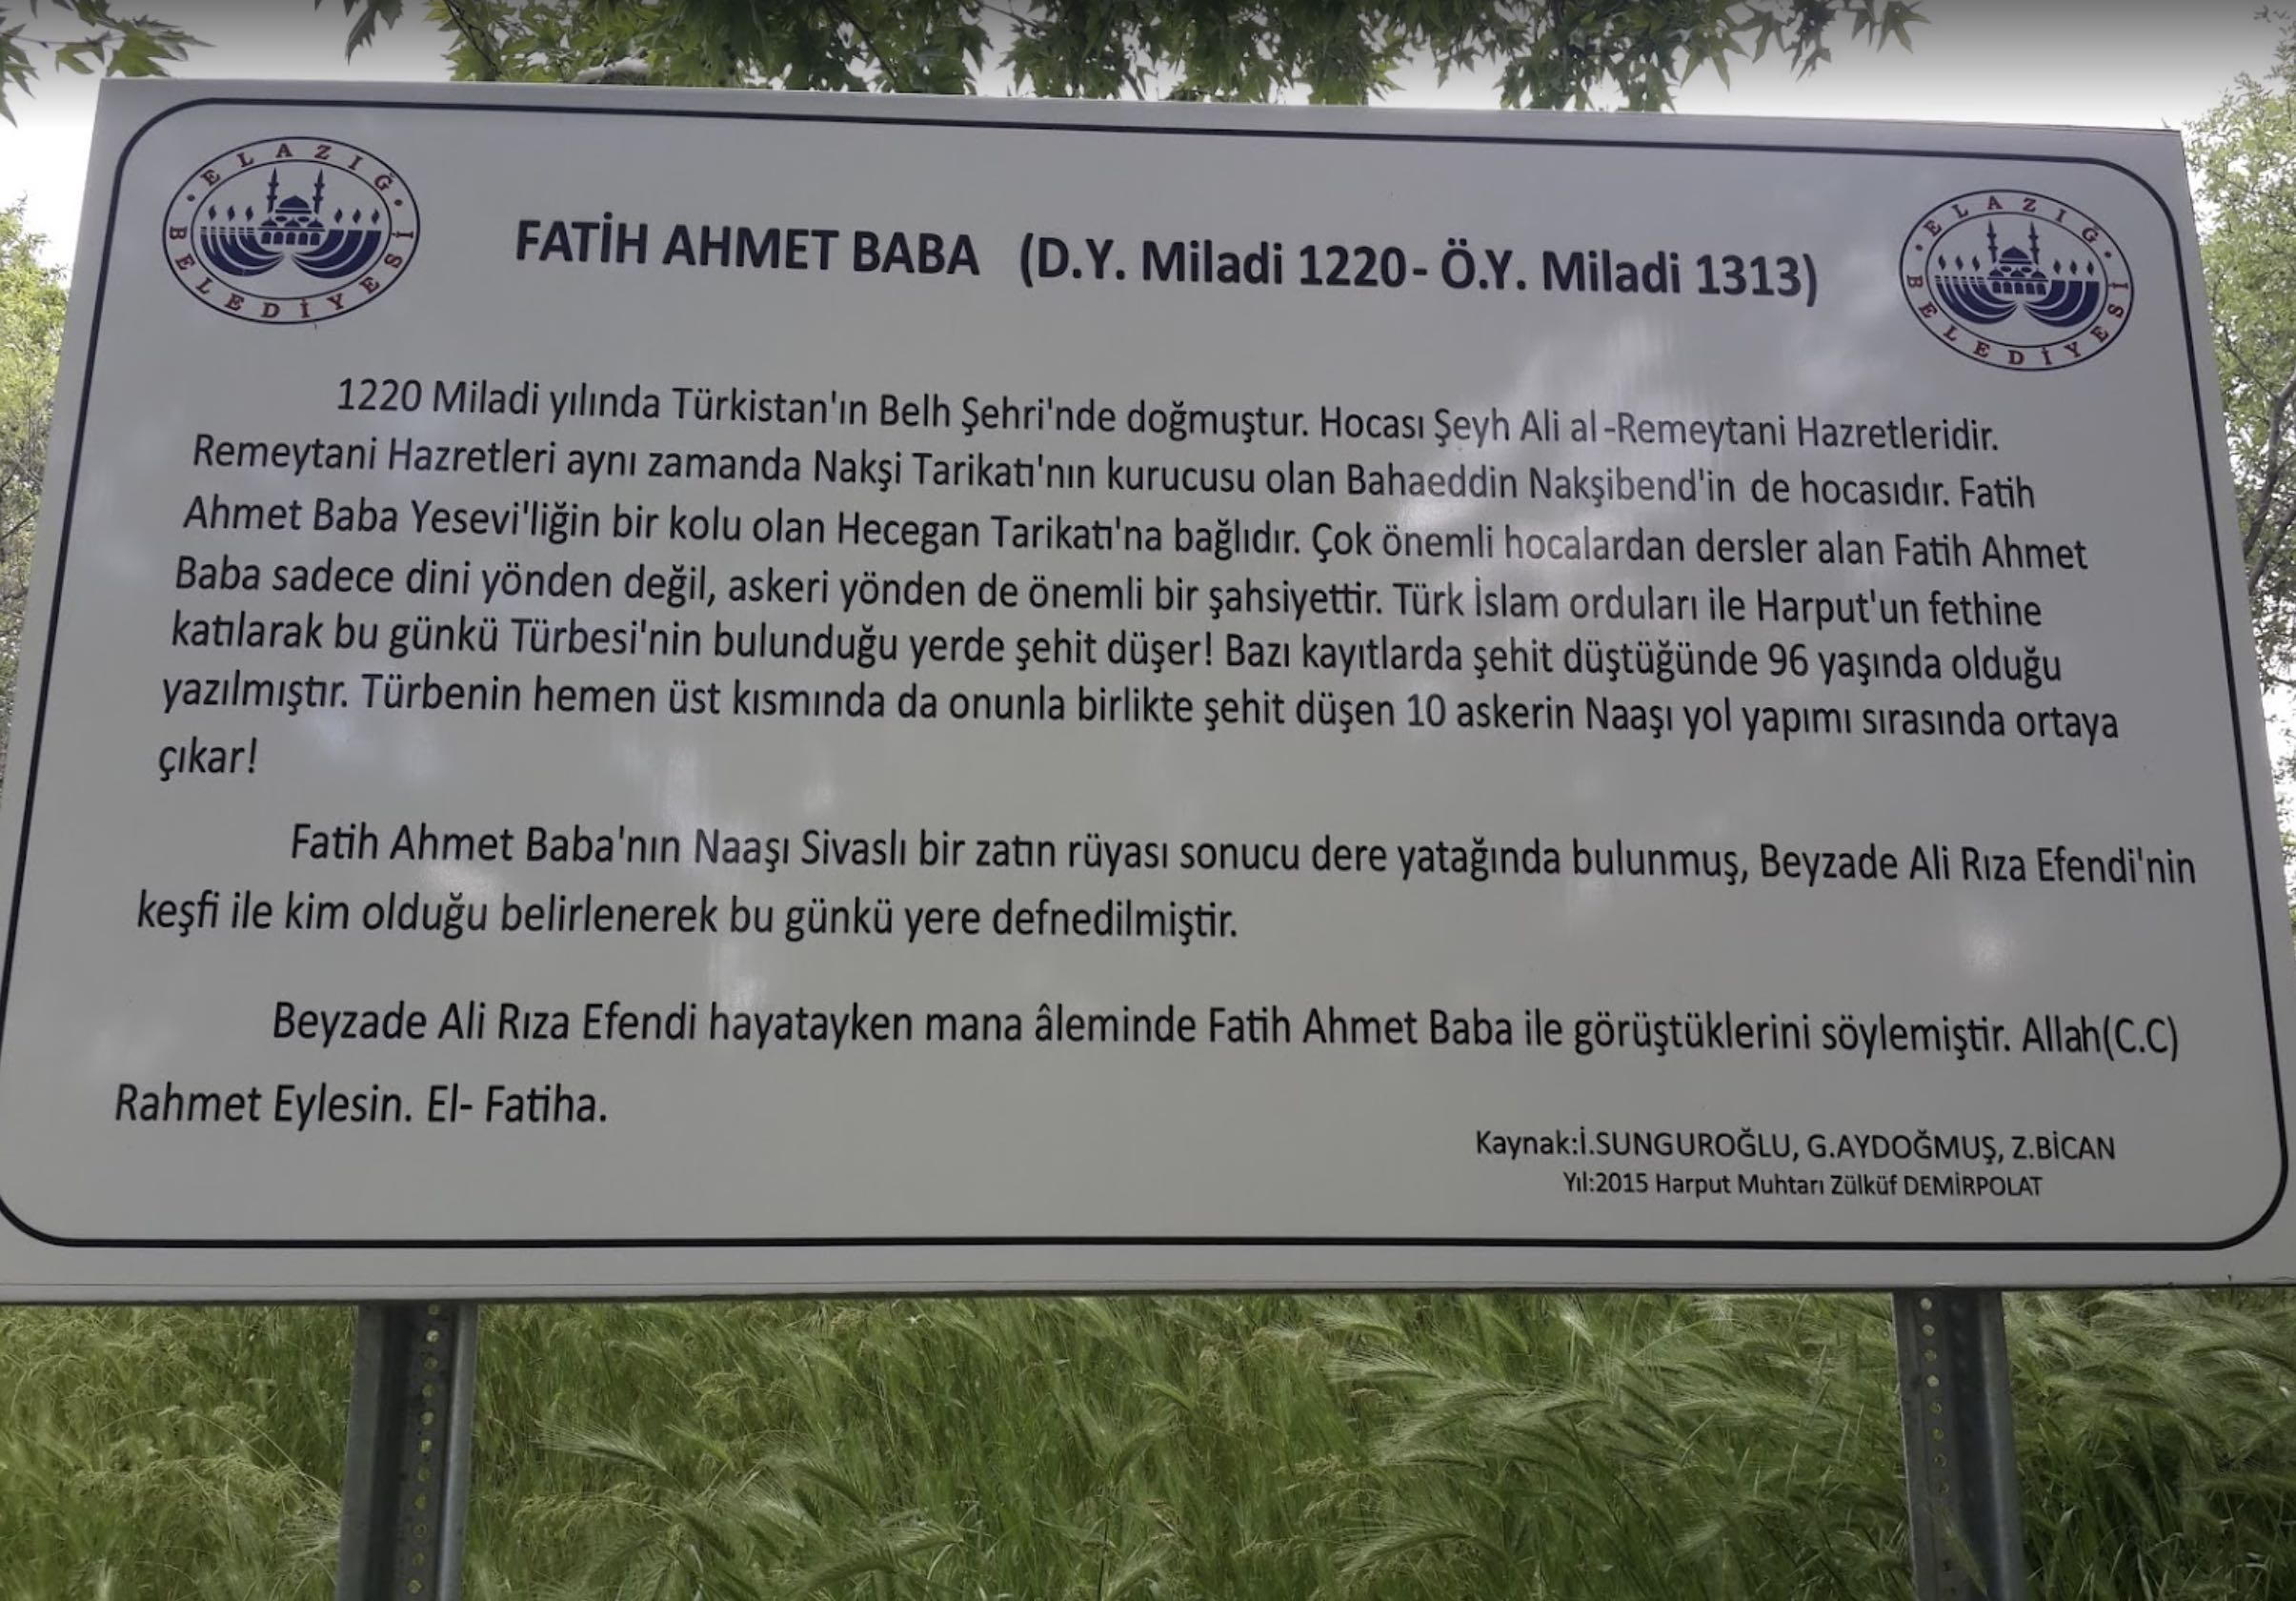 ELAZIĞ BELEDİYESİ
FATİH AHMET BABA (D.Y. Miladi 1220- Ö.Y. Miladi 1313)
ELAZIĞ BELEDİYESİ
1220 Miladi yılında Türkistan'ın Belh Şehri'nde doğmuştur. Hocası Şeyh Ali al-Remeytani Hazretleridir.
Remeytani Hazretleri aynı zamanda Nakşi Tarikatı'nın kurucusu olan Bahaeddin Nakşibend'in de hocasıdır. Fatih
Ahmet Baba Yesevi'liğin bir kolu olan Hecegan Tarikatı'na bağlıdır. Çok önemli hocalardan dersler alan Fatih Ahmet
Baba sadece dini yönden değil, askeri yönden de önemli bir şahsiyettir. Türk İslam orduları ile Harput'un fethine
katılarak bu günkü Türbesi'nin bulunduğu yerde şehit düşer! Bazı kayıtlarda şehit düştüğünde 96 yaşında olduğu
yazılmıştır. Türbenin hemen üst kısmında da onunla birlikte şehit düşen 10 askerin Naaşı yol yapımı sırasında ortaya
çıkar!
Fatih Ahmet Baba'nın Naaşı Sivaslı bir zatın rüyası sonucu dere yatağında bulunmuş, Beyzade Ali Rıza Efendi'nin
keşfi ile kim olduğu belirlenerek bu günkü yere defnedilmiştir.
Beyzade Ali Rıza Efendi hayatayken mana âleminde Fatih Ahmet Baba ile görüştüklerini söylemiştir. Allah(C.C)
Rahmet Eylesin. El- Fatiha.
Kaynak:İ.SUNGUROĞLU, G.AYDOĞMUŞ, Z.BİCAN
Yıl:2015 Harput Muhtarı Zülküf DEMİRPOLAT